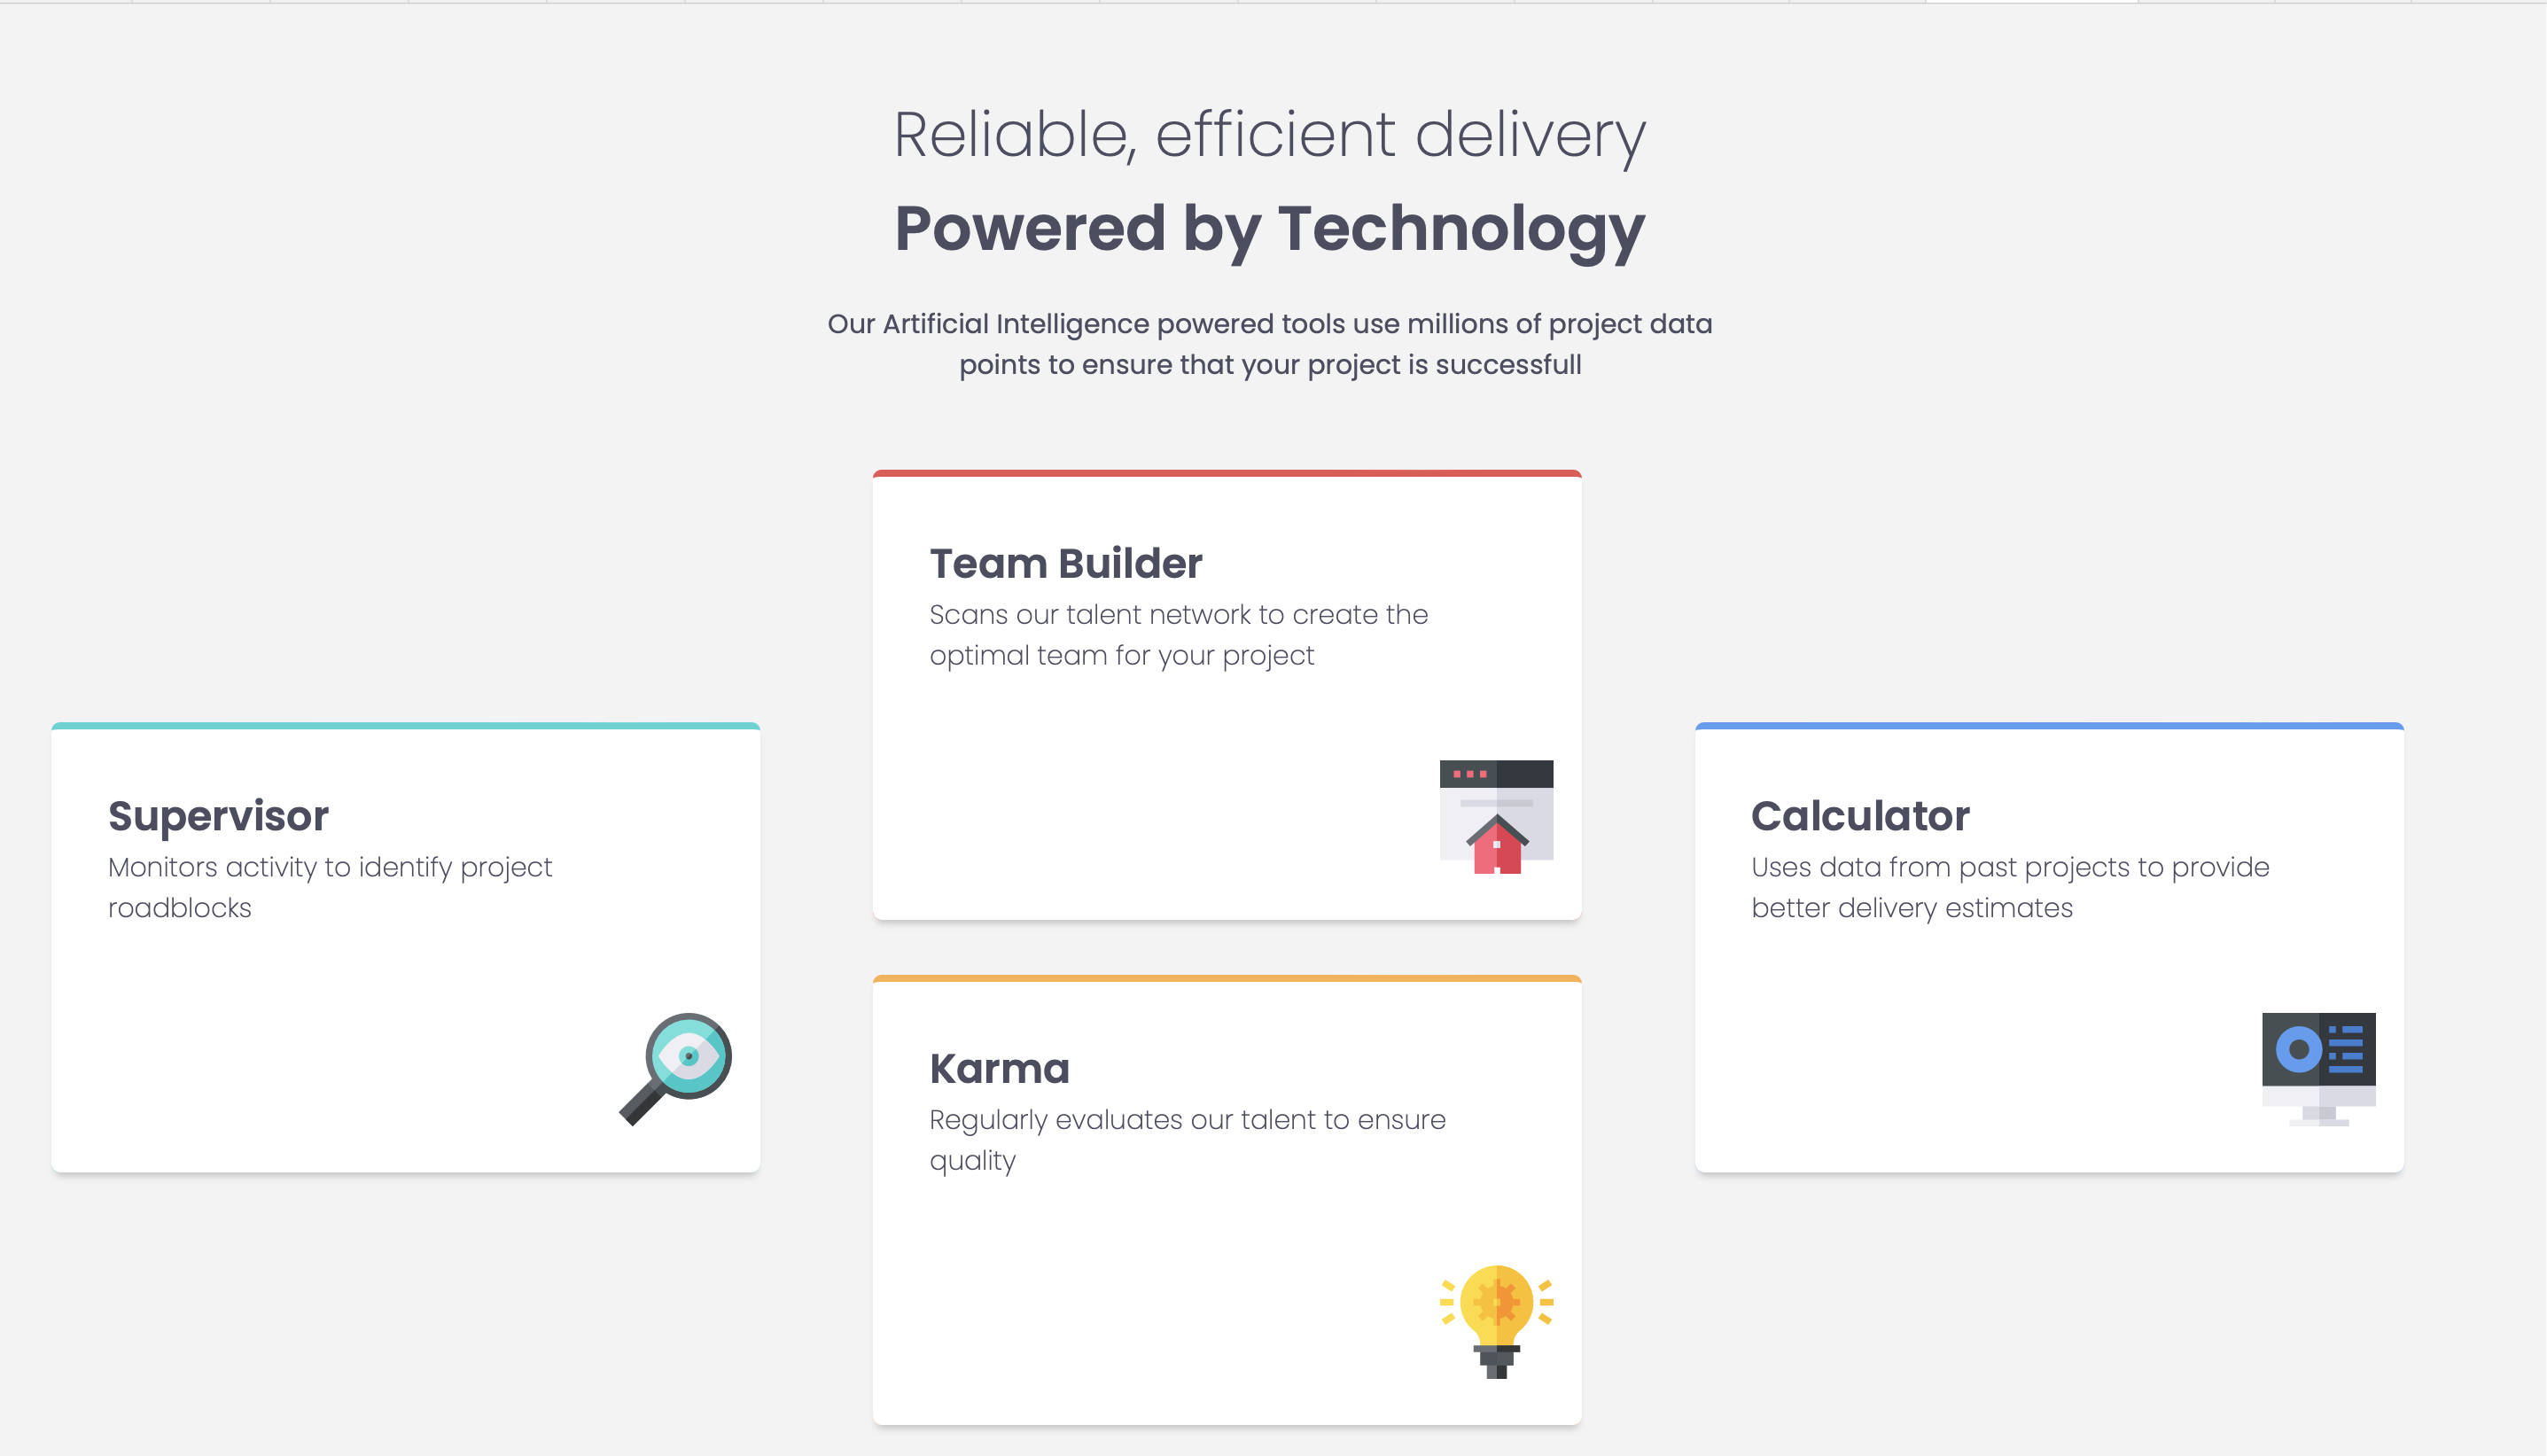 Reliable, efficient delivery
Powered by Technology
Our Artificial Intelligence powered tools use millions of project data
points to ensure that your project is successfull
Supervisor
Monitors activity to identify project
roadblocks
Team Builder
Scans our talent network to create the
optimal team for your project
Karma
Regularly evaluates our talent to ensure
quality
Calculator
Uses data from past projects to provide
better delivery estimates